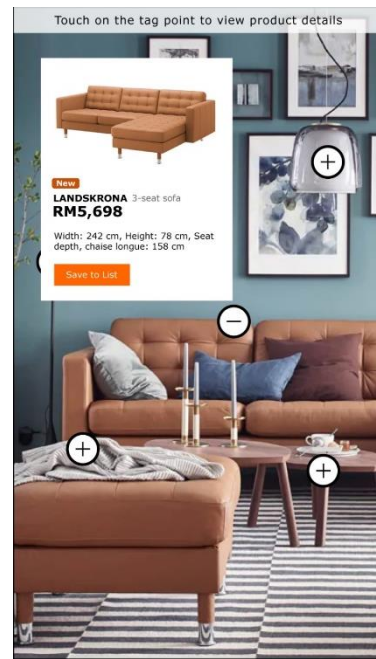 Touch on the tag point to view product details
New
LANDSKRONA 3-seat sofa
RM5,698
Width: 242 cm, Height: 78 cm, Seat
depth, chaise longue: 158 cm
Save to List